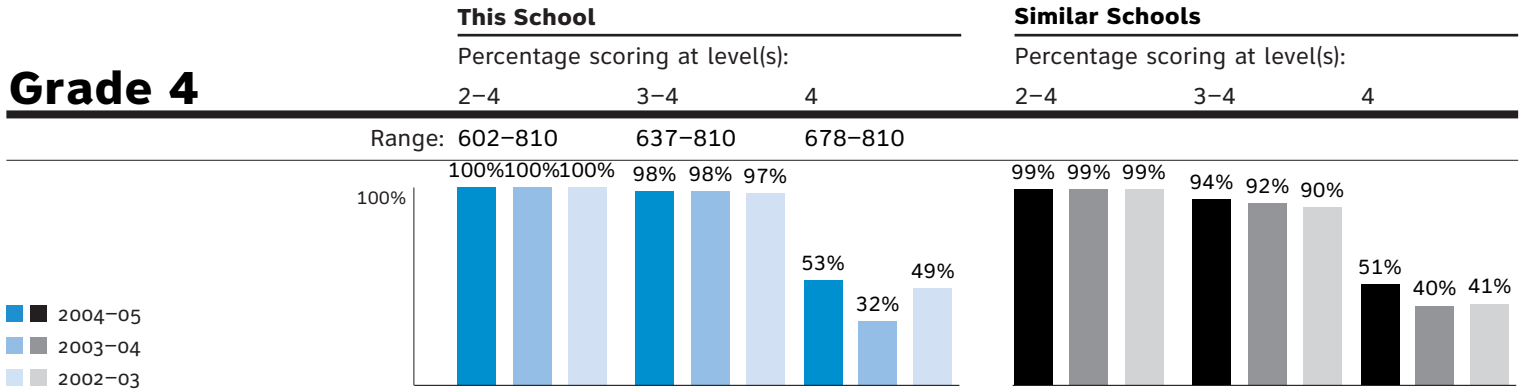 This School Similar Schools
Percentage scoring at level(s): Percentage scoring at level(s):
Grade 4 2–4 3–4 4 2–4 3–4 4
Range: 602–810 637–810 678–810
100% 100% 100% 98% 98% 97% 53% 32% 49% 99% 99% 99% 94% 92% 90% 51% 40% 41%
100%
2004–05
2003–04
2002–03